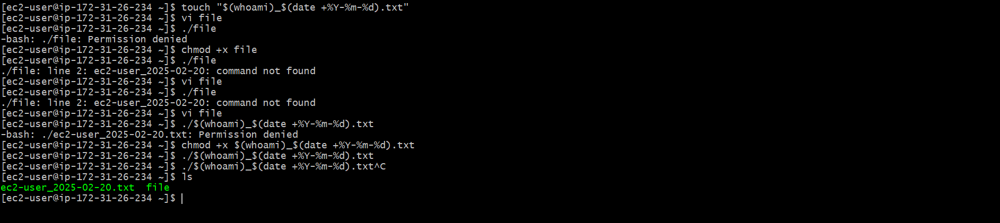 [ec2-user@ip-172-31-26-234 ~]$ touch "$(whoami)_$(date +%Y-%m-%d).txt"
[ec2-user@ip-172-31-26-234 ~]$ vi file
[ec2-user@ip-172-31-26-234 ~]$ ./file
-bash: ./file: Permission denied
[ec2-user@ip-172-31-26-234 ~]$ chmod +x file
[ec2-user@ip-172-31-26-234 ~]$ ./file
./file: line 2: ec2-user_2025-02-20: command not found
[ec2-user@ip-172-31-26-234 ~]$ vi file
[ec2-user@ip-172-31-26-234 ~]$ ./file
./file: line 2: ec2-user_2025-02-20: command not found
[ec2-user@ip-172-31-26-234 ~]$ vi file
[ec2-user@ip-172-31-26-234 ~]$ ./$(whoami)_$(date +%Y-%m-%d).txt
-bash: ./ec2-user_2025-02-20.txt: Permission denied
[ec2-user@ip-172-31-26-234 ~]$ chmod +x $(whoami)_$(date +%Y-%m-%d).txt
[ec2-user@ip-172-31-26-234 ~]$ ./$(whoami)_$(date +%Y-%m-%d).txt
[ec2-user@ip-172-31-26-234 ~]$ ./$(whoami)_$(date +%Y-%m-%d).txt^C
[ec2-user@ip-172-31-26-234 ~]$ ls
ec2-user_2025-02-20.txt  file
[ec2-user@ip-172-31-26-234 ~]$